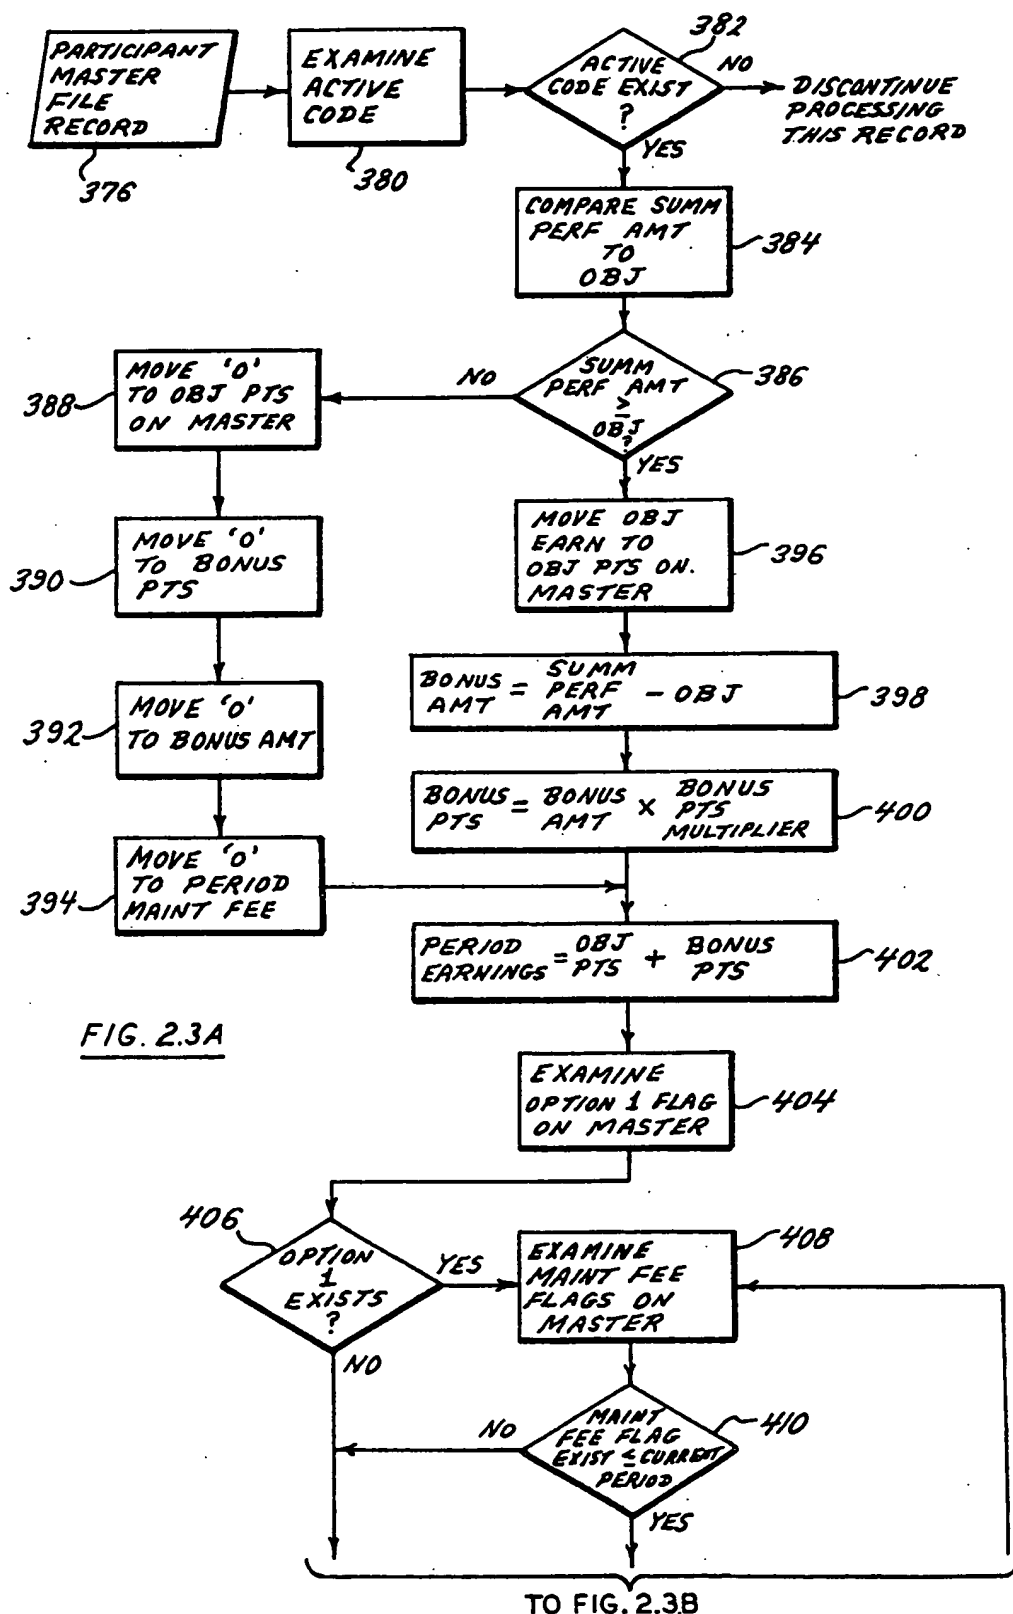 PARTICIPANT
MASTER
FILE
RECORD
376
EXAMINE
ACTIVE
CODE
380
382
ACTIVE
CODE EXIST
?
NO
DISCONTINUE
PROCESSING
THIS RECORD
YES
COMPARE SUMM
PERF AMT
TO
OBJ
384
SUMM
PERF AMT
≥
OBJ
?
386
NO
YES
MOVE 'O'
TO OBJ PTS
ON MASTER
388
MOVE 'O'
TO BONUS
PTS
390
MOVE 'O'
TO BONUS AMT
392
MOVE 'O'
TO PERIOD
MAINT FEE
394
MOVE OBJ
EARN TO
OBJ PTS ON.
MASTER
396
BONUS AMT = SUMM PERF AMT - OBJ
398
BONUS PTS = BONUS AMT X BONUS PTS MULTIPLIER
400
PERIOD EARNINGS = OBJ PTS + BONUS PTS
402
FIG. 2.3A
EXAMINE
OPTION 1 FLAG
ON MASTER
404
406
OPTION
1
EXISTS
?
YES
NO
EXAMINE
MAINT FEE
FLAGS ON
MASTER
408
MAINT
FEE FLAG
EXIST ≤ CURRENT
PERIOD
410
NO
YES
TO FIG. 2.3B